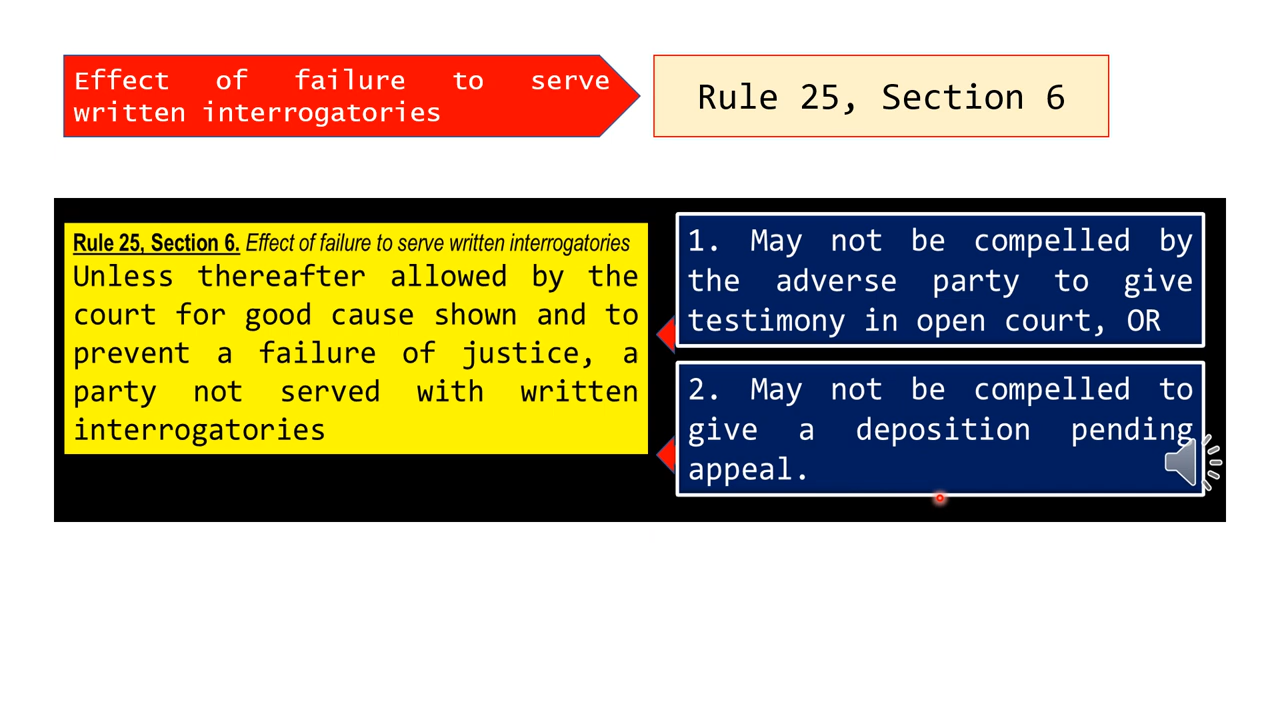 Effect of failure to serve
written interrogatories
Rule 25, Section 6
Rule 25, Section 6. Effect of failure to serve written interrogatories
Unless thereafter allowed by the
court for good cause shown and to
prevent a failure of justice, a
party not served with written
interrogatories
1. May not be compelled by
the adverse party to give
testimony in open court, OR
2. May not be compelled to
give a deposition pending
appeal.